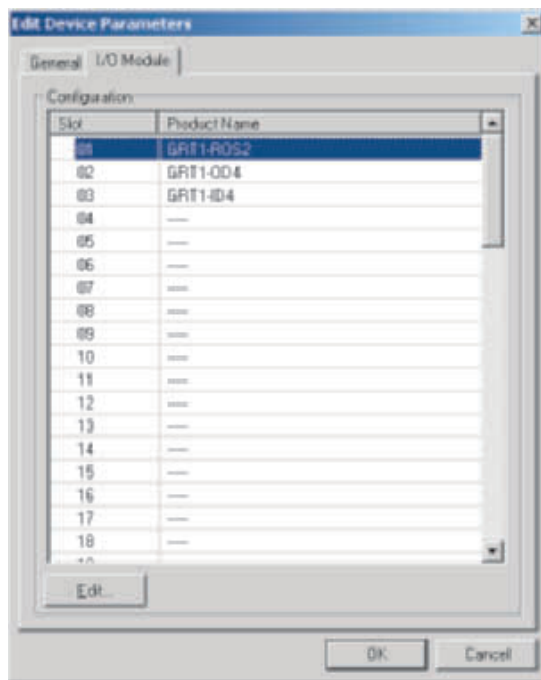 Edit Device Parameters
General I/O Module
Configuration
Slot Product Name
01 GRT1-ROS2
02 GRT1-OD4
03 GRT1-ID4
04 ----
05 ----
06 ----
07 ----
08 ----
09 ----
10 ----
11 ----
12 ----
13 ----
14 ----
15 ----
16 ----
17 ----
18 ----
Edit...
OK Cancel